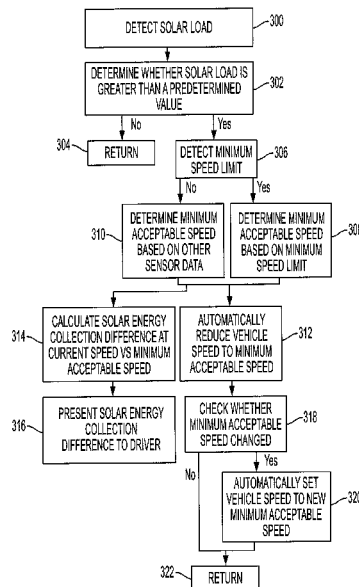 DETECT SOLAR LOAD
300
DETERMINE WHETHER SOLAR LOAD IS
GREATER THAN A PREDETERMINED
VALUE
302
No
Yes
304
RETURN
DETECT MINIMUM
SPEED LIMIT
306
No
Yes
310
DETERMINE MINIMUM
ACCEPTABLE SPEED
BASED ON OTHER
SENSOR DATA
DETERMINE MINIMUM
ACCEPTABLE SPEED
BASED ON MINIMUM
SPEED LIMIT
314
CALCULATE SOLAR ENERGY
COLLECTION DIFFERENCE AT
CURRENT SPEED VS MINIMUM
ACCEPTABLE SPEED
AUTOMATICALLY
REDUCE VEHICLE
SPEED TO MINIMUM
ACCEPTABLE SPEED
312
316
PRESENT SOLAR ENERGY
COLLECTION
DIFFERENCE TO DRIVER
CHECK WHETHER
MINIMUM ACCEPTABLE
SPEED CHANGED
318
No
Yes
AUTOMATICALLY SET
VEHICLE SPEED TO NEW
MINIMUM ACCEPTABLE
SPEED
320
322
RETURN